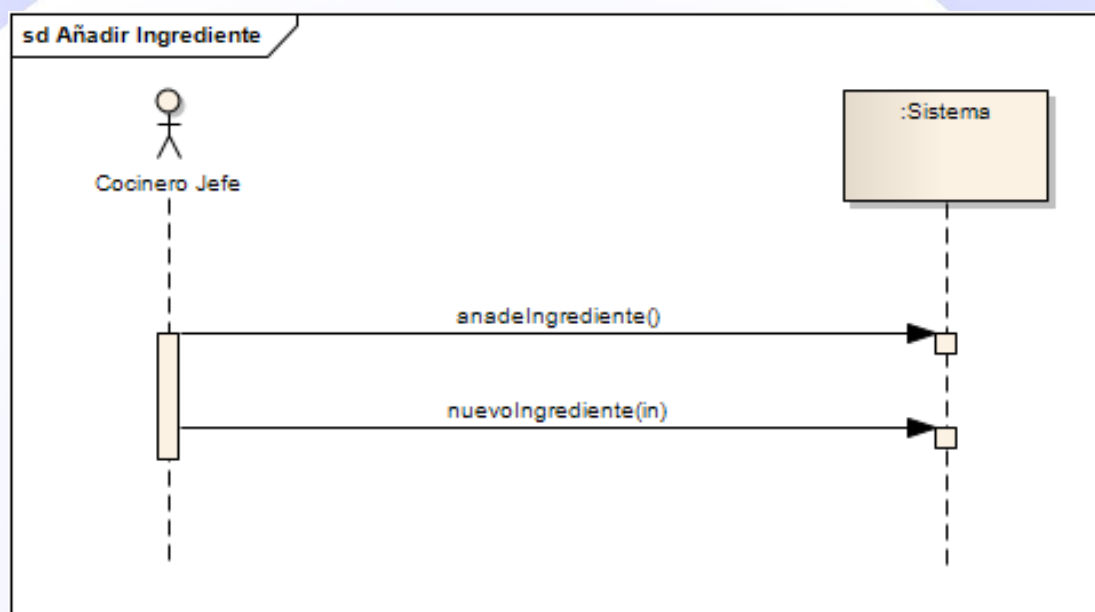 sd Añadir Ingrediente
:Sistema
Cocinero Jefe
anadeIngrediente()
nuevoIngrediente(in)